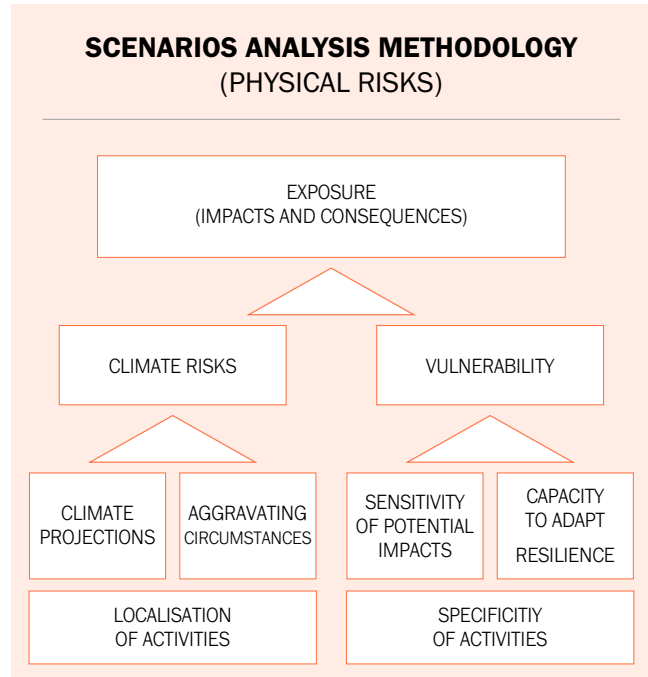 SCENARIOS ANALYSIS METHODOLOGY
(PHYSICAL RISKS)
EXPOSURE
(IMPACTS AND CONSEQUENCES)
CLIMATE RISKS
VULNERABILITY
CLIMATE
PROJECTIONS
AGGRAVATING
CIRCUMSTANCES
SENSITIVITY
OF POTENTIAL
IMPACTS
CAPACITY
TO ADAPT
RESILIENCE
LOCALISATION
OF ACTIVITIES
SPECIFICITIY
OF ACTIVITIES